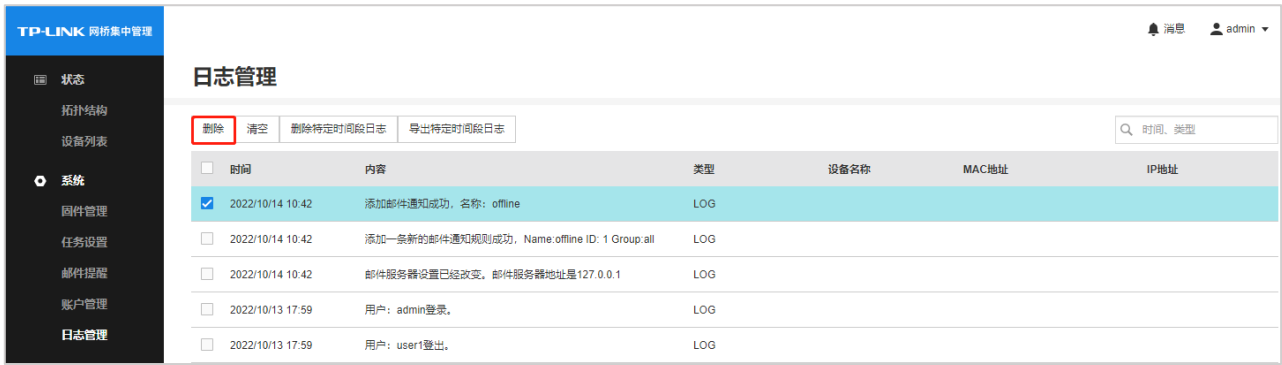 TP-LINK 网桥集中管理
消息 admin
状态
拓扑结构
设备列表
系统
固件管理
任务设置
邮件提醒
账户管理
日志管理
日志管理
删除 清空 删除特定时间段日志 导出特定时间段日志 时间、类型
时间 内容 类型 设备名称 MAC地址 IP地址
2022/10/14 10:42 添加邮件通知成功，名称：offline LOG
2022/10/14 10:42 添加一条新的邮件通知规则成功，Name:offline ID: 1 Group:all LOG
2022/10/14 10:42 邮件服务器设置已经改变。邮件服务器地址是127.0.0.1 LOG
2022/10/13 17:59 用户：admin登录。 LOG
2022/10/13 17:59 用户：user1登出。 LOG